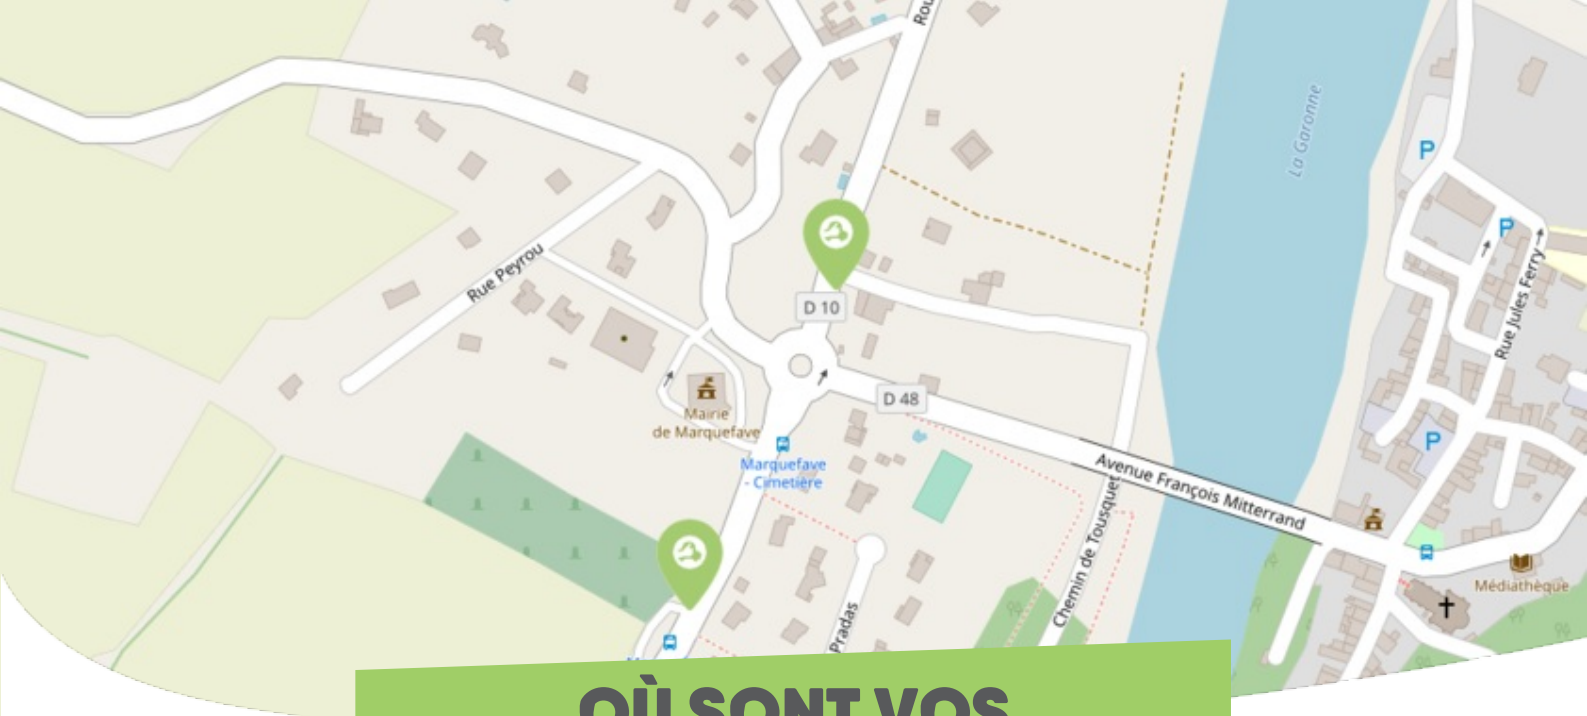 Rou
La Garonne
P
P
Rue Jules Ferry
Rue Peyrou
D 10
D 48
Mairie
de Marquefave
Marquefave
- Cimetière
P
Avenue François Mitterrand
Chemin de Tousquet
Médiathèque
Pradas
OÙ SONT VOS